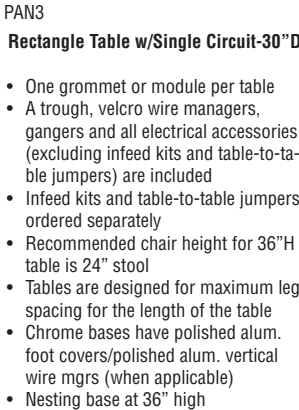 PAN3
Rectangle Table w/Single Circuit-30”D
• One grommet or module per table
• A trough, velcro wire managers,
gangers and all electrical accessories
(excluding infeed kits and table-to-ta-
ble jumpers) are included
• Infeed kits and table-to-table jumpers
ordered separately
• Recommended chair height for 36”H
table is 24” stool
• Tables are designed for maximum leg
spacing for the length of the table
• Chrome bases have polished alum.
foot covers/polished alum. vertical
wire mgrs (when applicable)
• Nesting base at 36” high